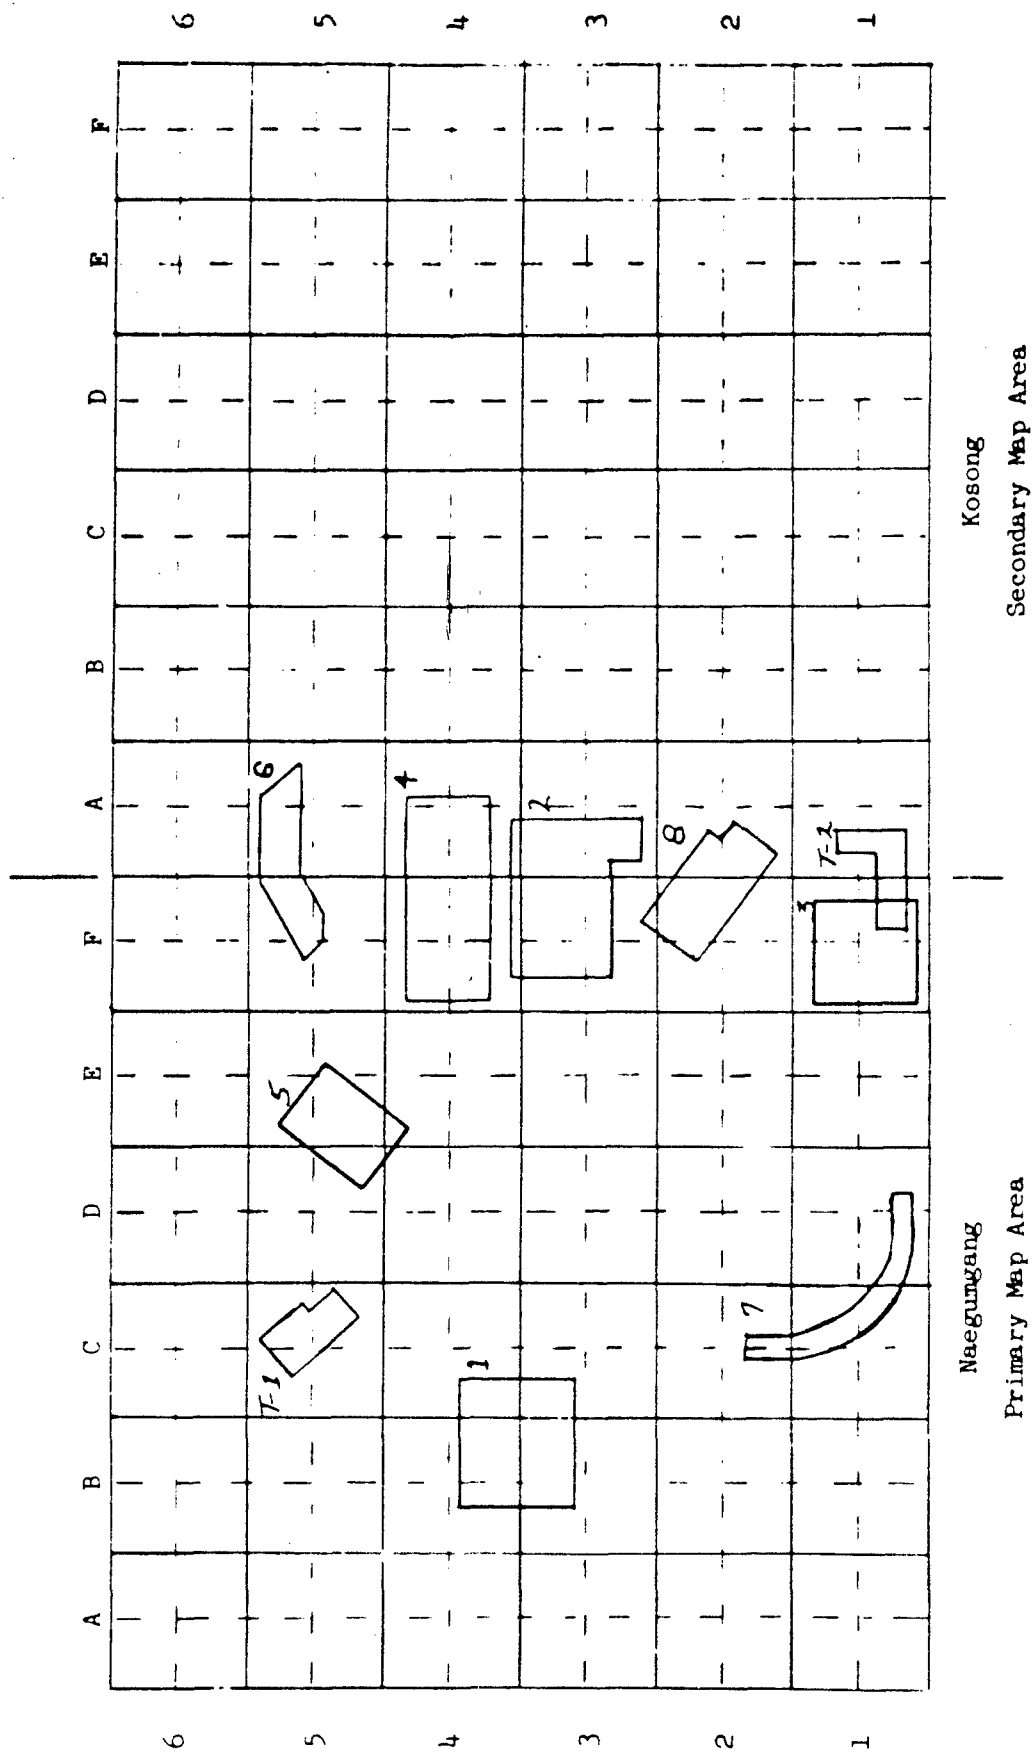 A B C D E F A B C D E F
6 6
5 5
4 4
3 3
2 2
1 1
T-1
5
6
4
1
2
8
7
3
T-2
Naegumgang
Primary Map Area
Kosong
Secondary Map Area